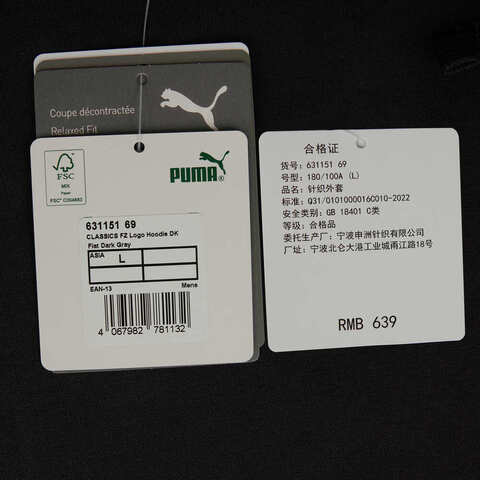 Coupe décontractée
Relaxed Fit
FSC
MIX
Paper
PUMA
631151 69
CLASSICS FZ Logo Hoodie DK
Flat Dark Gray
ASIA
L
EAN-13
Mens
4 067982 781132
合格证
货号: 631151 69
号型: 180/100A (L)
品名: 针织外套
标准: Q31/0101000016C010-2022
安全类别: GB 18401 C类
等级: 合格品
委托生产厂: 宁波申洲针织有限公司
厂址: 宁波北仑大港工业城甬江路18号
RMB 639